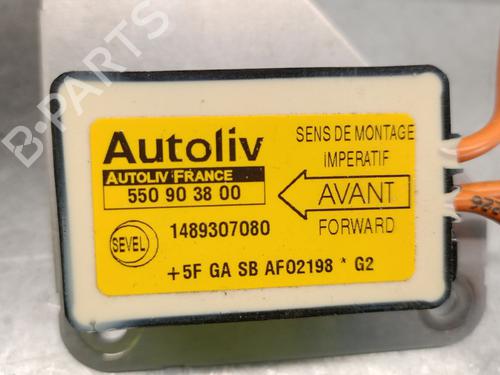 Autoliv
AUTOLIV FRANCE
550 90 38 00
SENS DE MONTAGE
IMPERATIF
AVANT
FORWARD
SEVEL
1489307080
+5F GA SB AF02198 * G2
B-PARTS